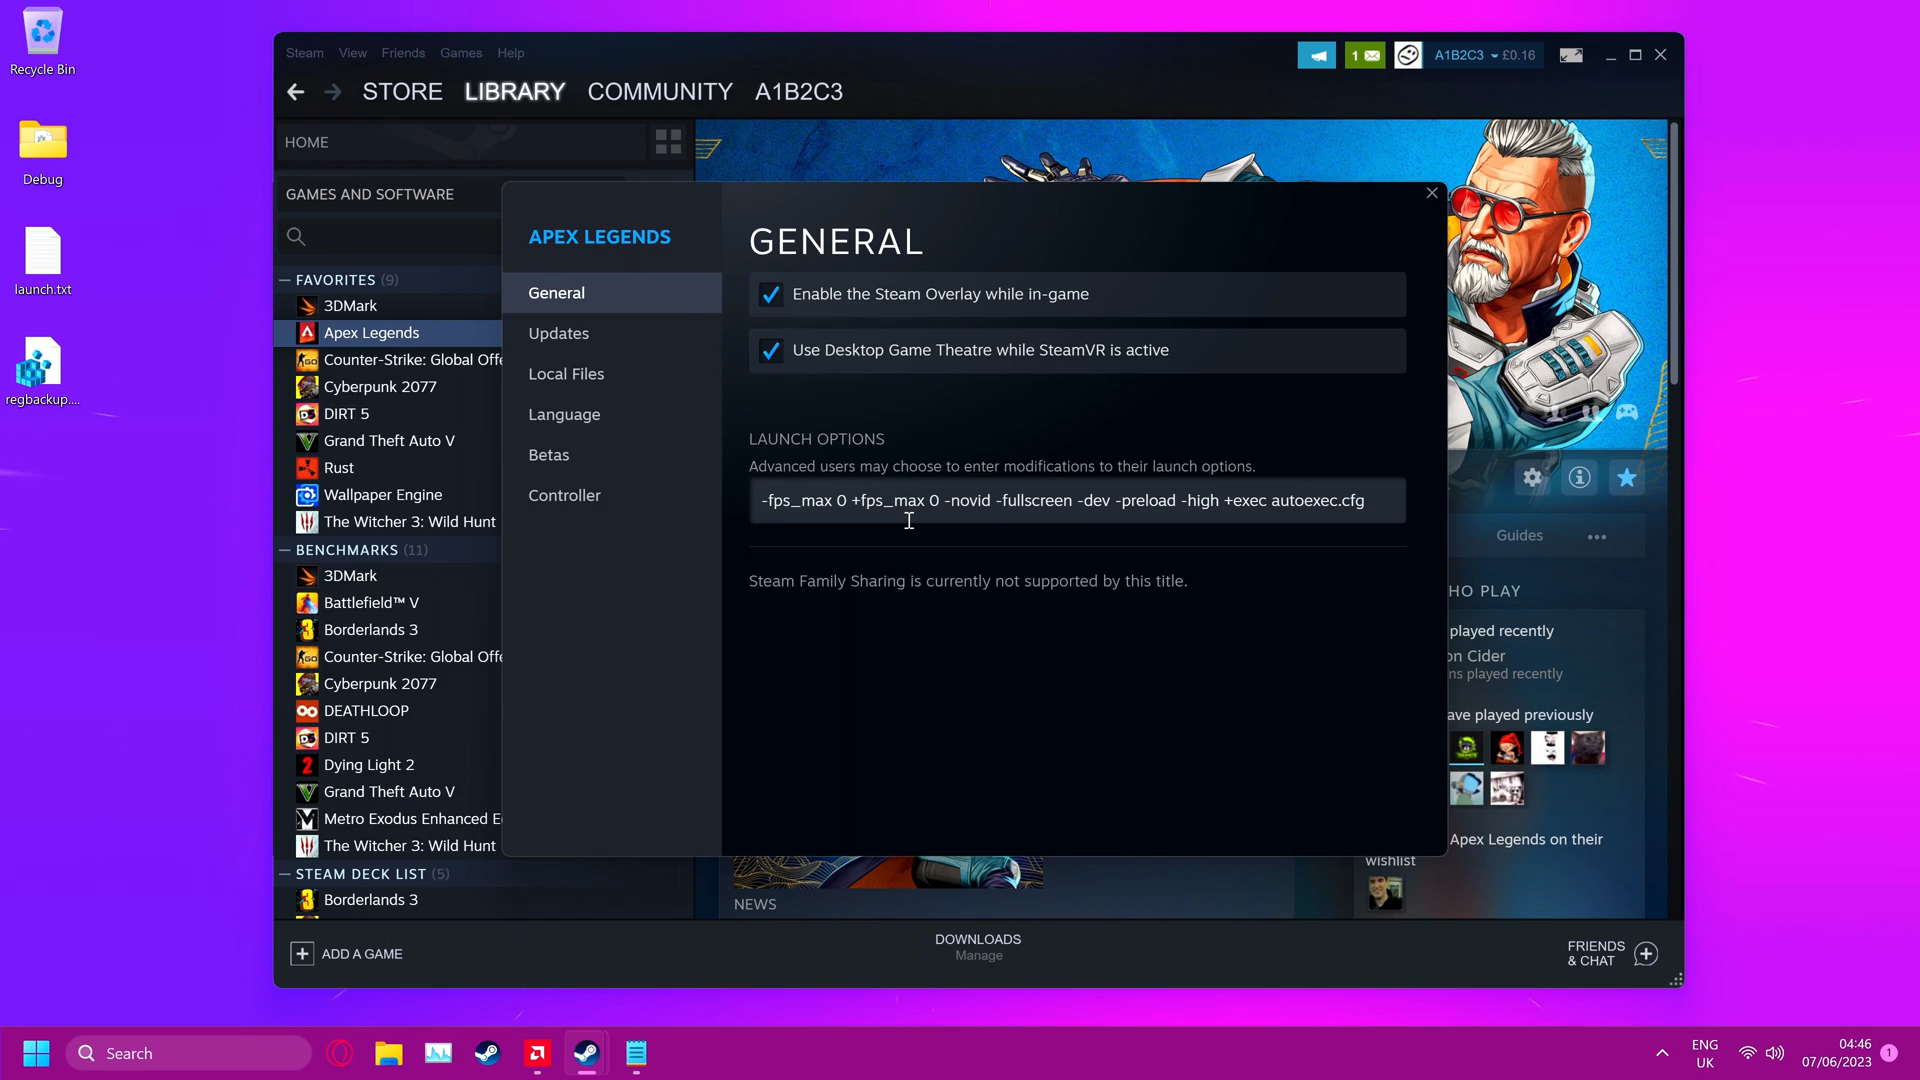 Recycle Bin
Debug
launch.txt
regbackup....
Steam View Friends Games Help
1
A1B2C3 £0.16
STORE LIBRARY COMMUNITY A1B2C3
HOME
GAMES AND SOFTWARE
FAVORITES (9)
3DMark
Apex Legends
Counter-Strike: Global Offe
Cyberpunk 2077
DIRT 5
Grand Theft Auto V
Rust
Wallpaper Engine
The Witcher 3: Wild Hunt
BENCHMARKS (11)
3DMark
Battlefield™ V
Borderlands 3
Counter-Strike: Global Offe
Cyberpunk 2077
DEATHLOOP
DIRT 5
Dying Light 2
Grand Theft Auto V
Metro Exodus Enhanced E
The Witcher 3: Wild Hunt
STEAM DECK LIST (5)
Borderlands 3
APEX LEGENDS
General
Updates
Local Files
Language
Betas
Controller
GENERAL
Enable the Steam Overlay while in-game
Use Desktop Game Theatre while SteamVR is active
LAUNCH OPTIONS
Advanced users may choose to enter modifications to their launch options.
-fps_max 0 +fps_max 0 -novid -fullscreen -dev -preload -high +exec autoexec.cfg
Steam Family Sharing is currently not supported by this title.
Guides
HO PLAY
played recently
on Cider
ns played recently
ave played previously
Apex Legends on their
wishlist
NEWS
ADD A GAME
DOWNLOADS
Manage
FRIENDS
& CHAT
Search
ENG
UK
04:46
07/06/2023
1